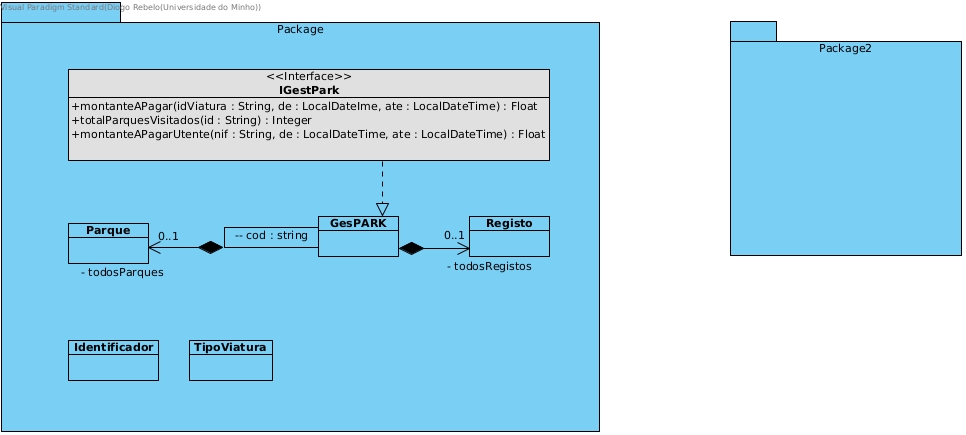 Visual Paradigm Standard(Diogo Rebelo(Universidade do Minho))
Package
Package2
<<Interface>>
IGestPark
+montanteAPagar(idViatura : String, de : LocalDateIme, ate : LocalDateTime) : Float
+totalParquesVisitados(id : String) : Integer
+montanteAPagarUtente(nif : String, de : LocalDateTime, ate : LocalDateTime) : Float
Parque
0..1
-- cod : string
GesPARK
0..1
Registo
- todosParques
- todosRegistos
Identificador
TipoViatura